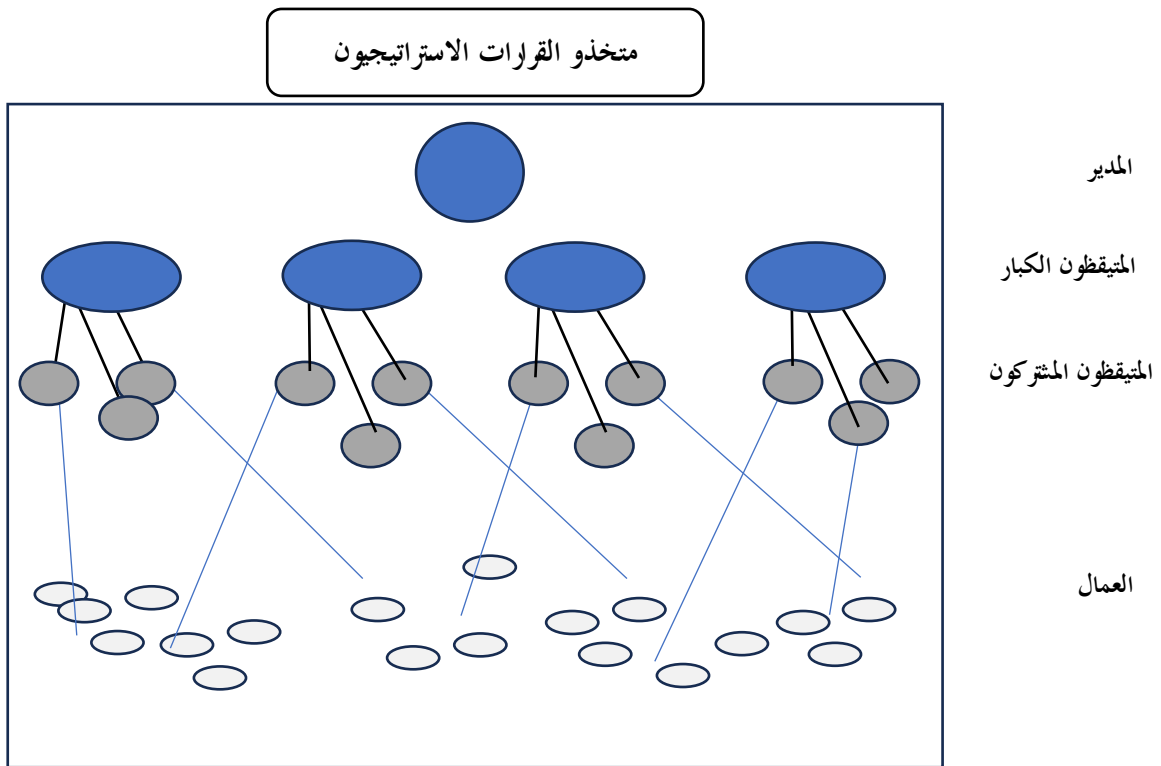 متخذو القرارات الاستراتيجيون
المدير
المتيقظون الكبار
المتيقظون المشتركون
العمال